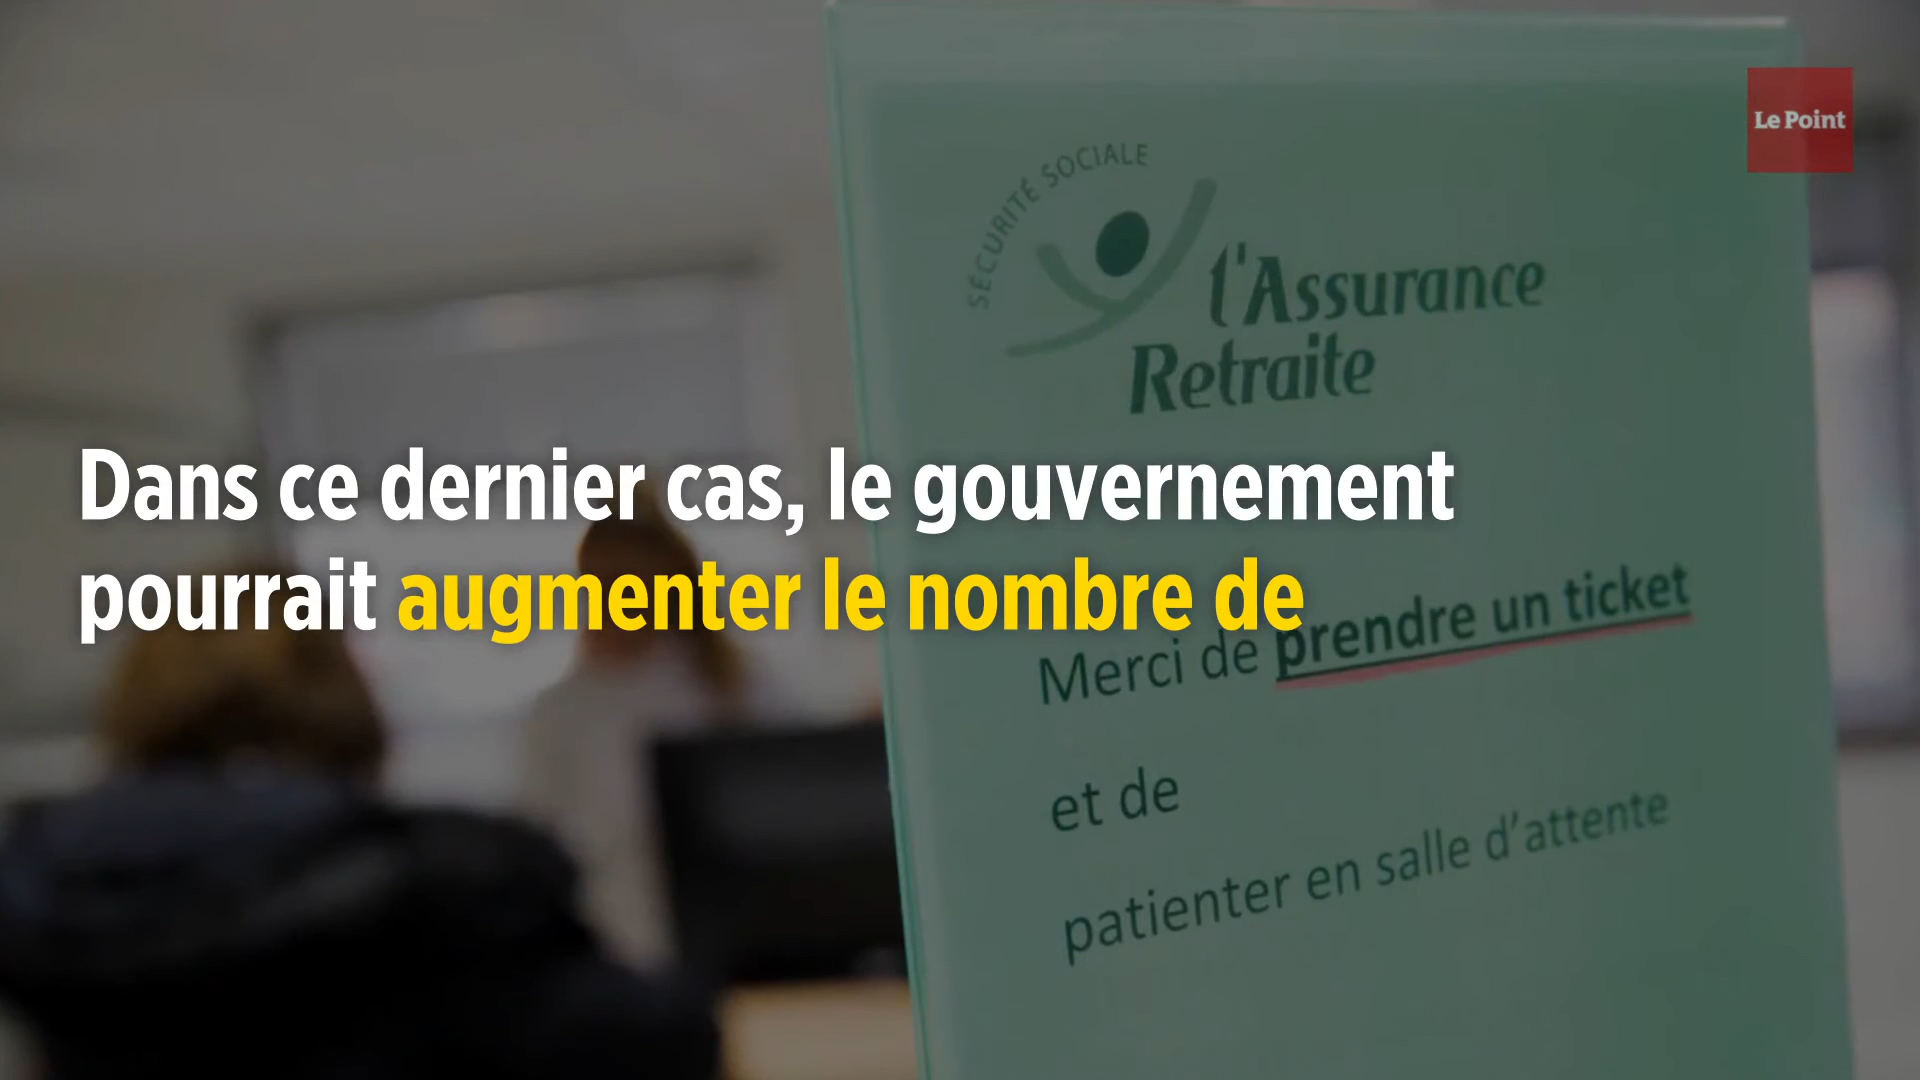 Le Point
SÉCURITÉ SOCIALE
l'Assurance
Retraite
Dans ce dernier cas, le gouvernement
pourrait augmenter le nombre de
Merci de prendre un ticket
et de
patienter en salle d'attente